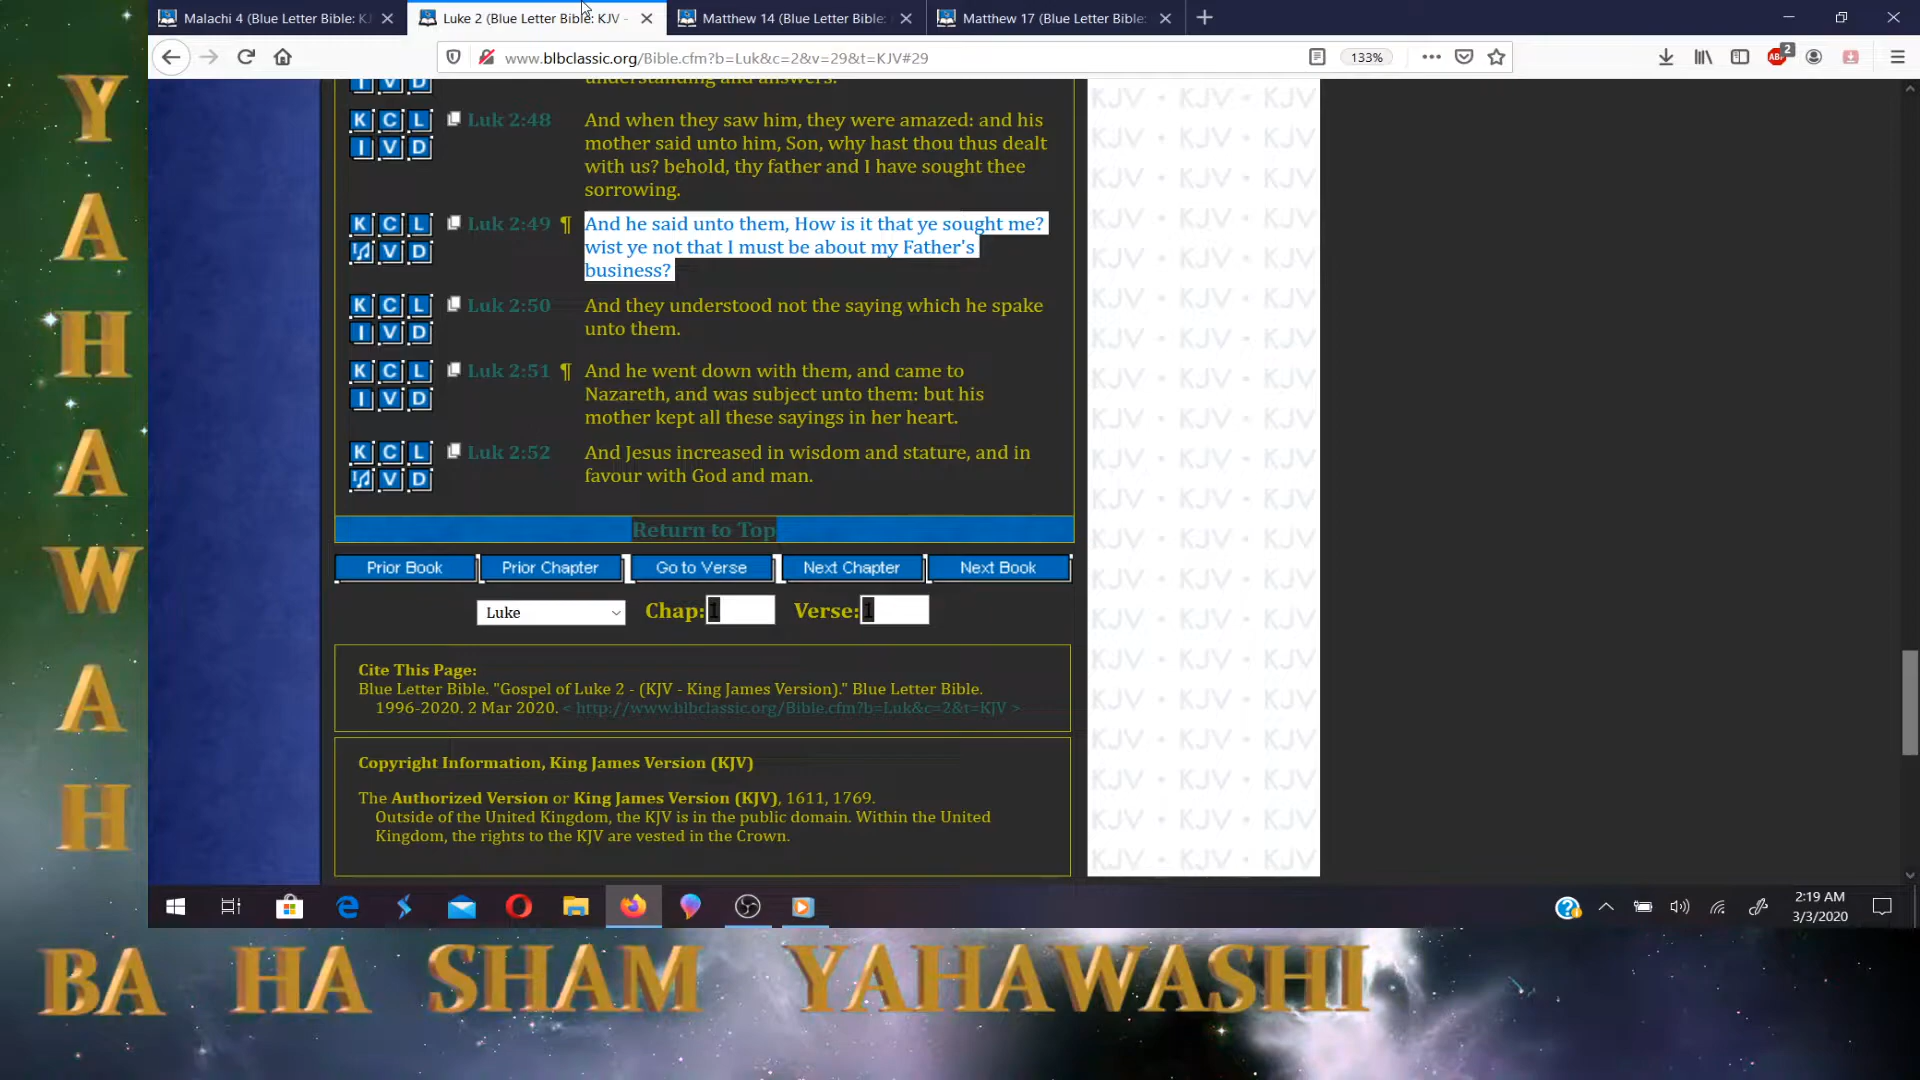 Malachi 4 (Blue Letter Bible: KJ
Luke 2 (Blue Letter Bible: KJV -
Matthew 14 (Blue Letter Bible:
Matthew 17 (Blue Letter Bible:
www.blbclassic.org/Bible.cfm?b=Luk&c=2&v=29&t=KJV#29
133%
ABP
2
understanding and answers.
I V D
K C L
I V D
Luk 2:48
And when they saw him, they were amazed: and his
mother said unto him, Son, why hast thou thus dealt
with us? behold, thy father and I have sought thee
sorrowing.
K C L
V D
Luk 2:49 ¶
And he said unto them, How is it that ye sought me?
wist ye not that I must be about my Father's
business?
K C L
I V D
Luk 2:50
And they understood not the saying which he spake
unto them.
K C L
I V D
Luk 2:51 ¶
And he went down with them, and came to
Nazareth, and was subject unto them: but his
mother kept all these sayings in her heart.
K C L
V D
Luk 2:52
And Jesus increased in wisdom and stature, and in
favour with God and man.
Return to Top
Prior Book
Prior Chapter
Go to Verse
Next Chapter
Next Book
Luke
Chap: 1
Verse: 1
Cite This Page:
Blue Letter Bible. "Gospel of Luke 2 - (KJV - King James Version)." Blue Letter Bible.
1996-2020. 2 Mar 2020. < http://www.blbclassic.org/Bible.cfm?b=Luk&c=2&t=KJV >
Copyright Information, King James Version (KJV)
The Authorized Version or King James Version (KJV), 1611, 1769.
Outside of the United Kingdom, the KJV is in the public domain. Within the United
Kingdom, the rights to the KJV are vested in the Crown.
2:19 AM
3/3/2020
YAHAWAH
BA HA SHAM YAHAWASHI